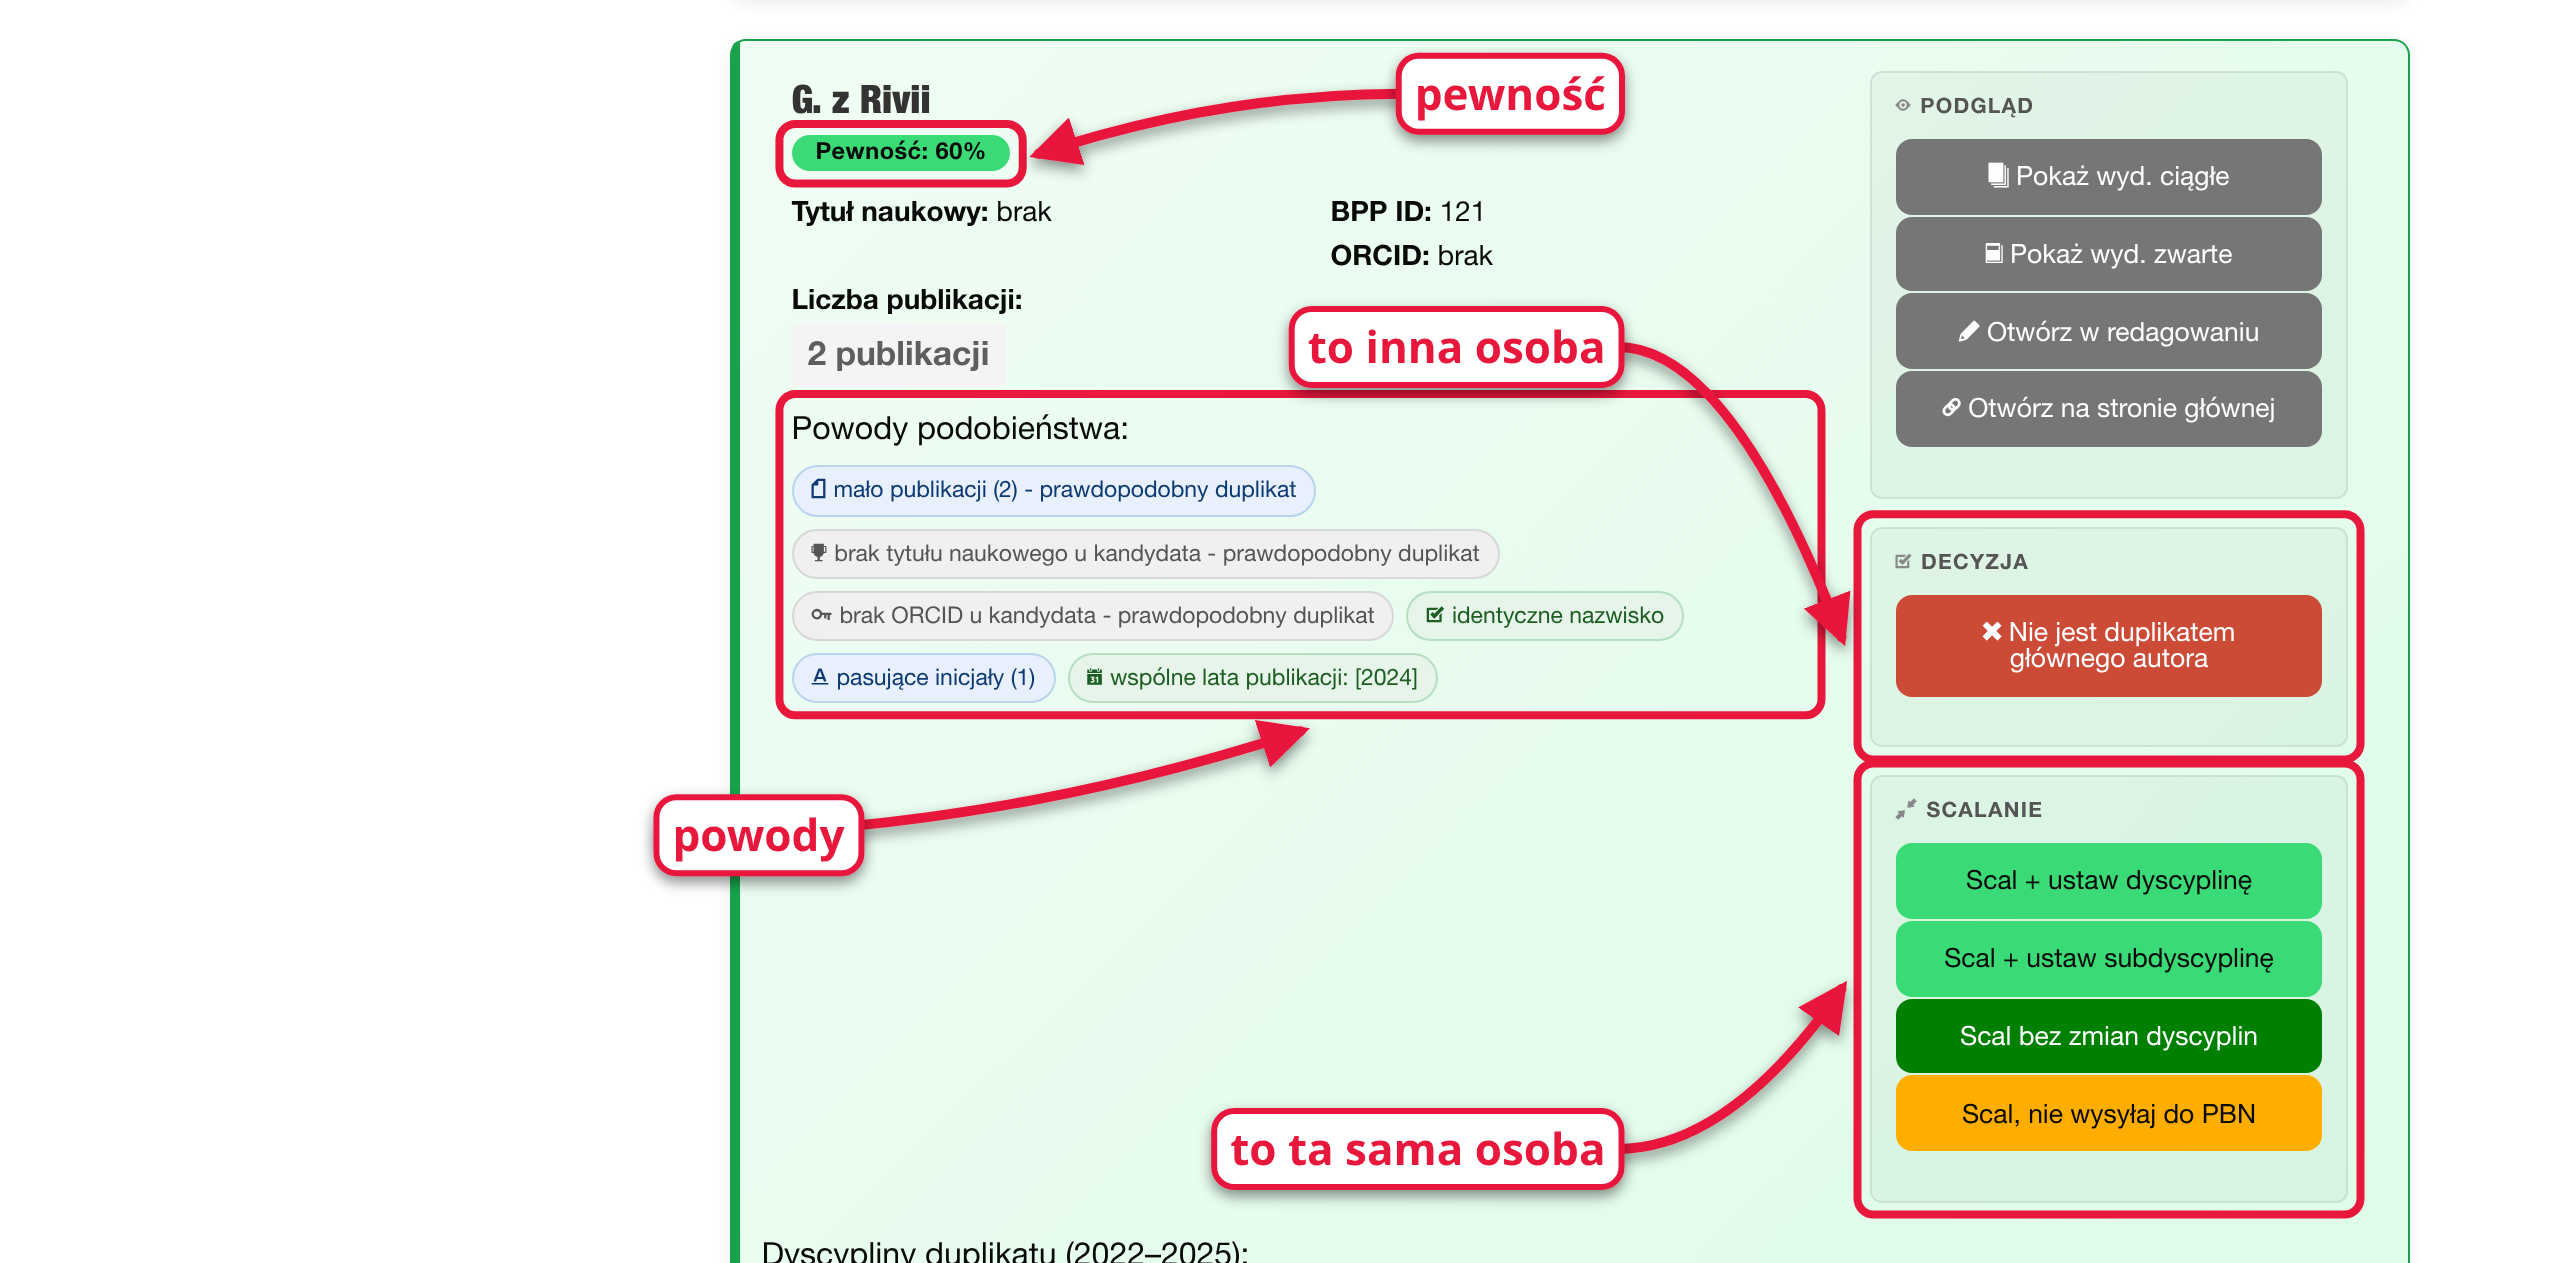 G. z Rivii
pewność
Pewność: 60%
Tytuł naukowy: brak
BPP ID: 121
ORCID: brak
Liczba publikacji:
2 publikacji
to inna osoba
Powody podobieństwa:
mało publikacji (2) - prawdopodobny duplikat
brak tytułu naukowego u kandydata - prawdopodobny duplikat
brak ORCID u kandydata - prawdopodobny duplikat
identyczne nazwisko
pasujące inicjały (1)
wspólne lata publikacji: [2024]
powody
to ta sama osoba
PODGLĄD
Pokaż wyd. ciągłe
Pokaż wyd. zwarte
Otwórz w redagowaniu
Otwórz na stronie głównej
DECYZJA
Nie jest duplikatem
głównego autora
SCALANIE
Scal + ustaw dyscyplinę
Scal + ustaw subdyscyplinę
Scal bez zmian dyscyplin
Scal, nie wysyłaj do PBN
Dyscypliny duplikatu (2022–2025):